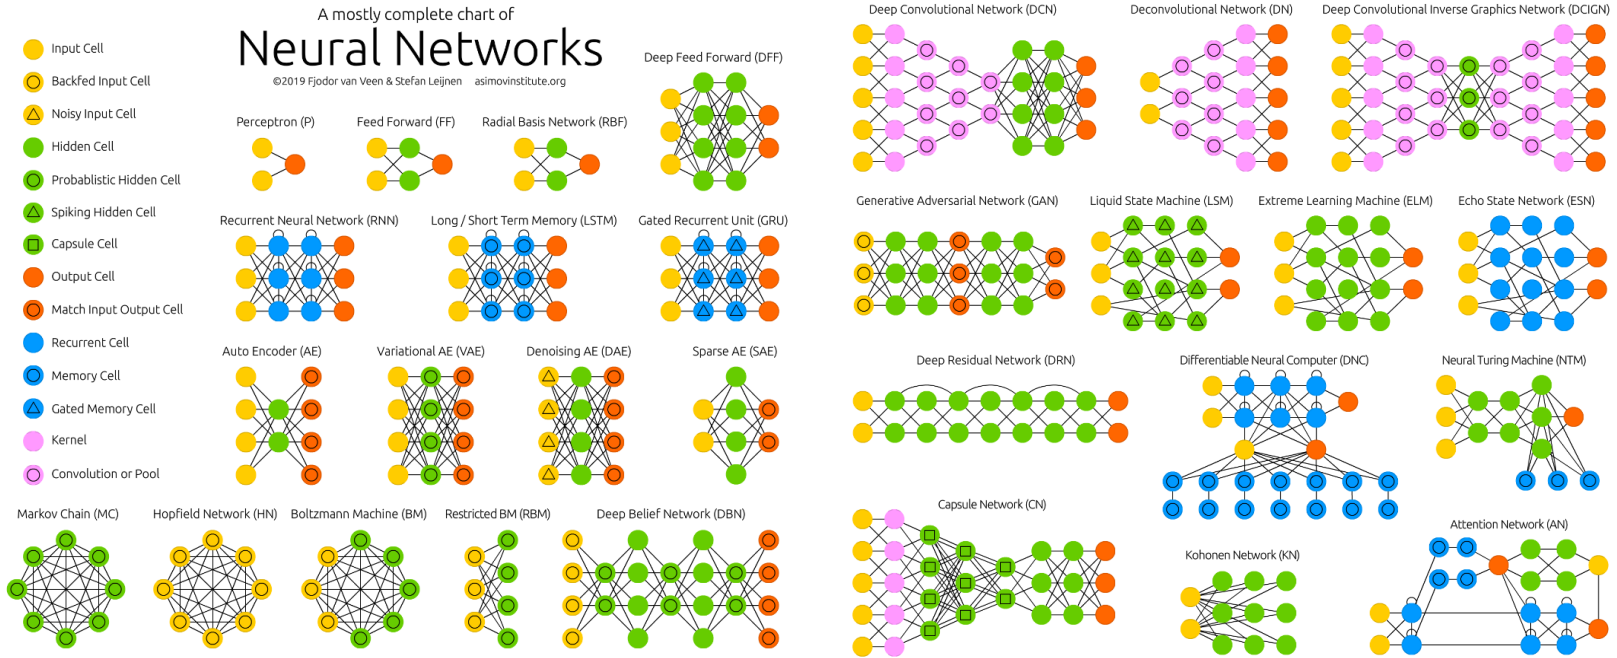 A mostly complete chart of
Neural Networks
©2019 Fjodor van Veen & Stefan Leijnen    asimovinstitute.org
Input Cell
Backfed Input Cell
Noisy Input Cell
Hidden Cell
Probablistic Hidden Cell
Spiking Hidden Cell
Capsule Cell
Output Cell
Match Input Output Cell
Recurrent Cell
Memory Cell
Gated Memory Cell
Kernel
Convolution or Pool
Deep Feed Forward (DFF)
Perceptron (P)
Feed Forward (FF)
Radial Basis Network (RBF)
Recurrent Neural Network (RNN)
Long / Short Term Memory (LSTM)
Gated Recurrent Unit (GRU)
Auto Encoder (AE)
Variational AE (VAE)
Denoising AE (DAE)
Sparse AE (SAE)
Markov Chain (MC)
Hopfield Network (HN)
Boltzmann Machine (BM)
Restricted BM (RBM)
Deep Belief Network (DBN)
Deep Convolutional Network (DCN)
Deconvolutional Network (DN)
Deep Convolutional Inverse Graphics Network (DCIGN)
Generative Adversarial Network (GAN)
Liquid State Machine (LSM)
Extreme Learning Machine (ELM)
Echo State Network (ESN)
Deep Residual Network (DRN)
Differentiable Neural Computer (DNC)
Neural Turing Machine (NTM)
Capsule Network (CN)
Kohonen Network (KN)
Attention Network (AN)